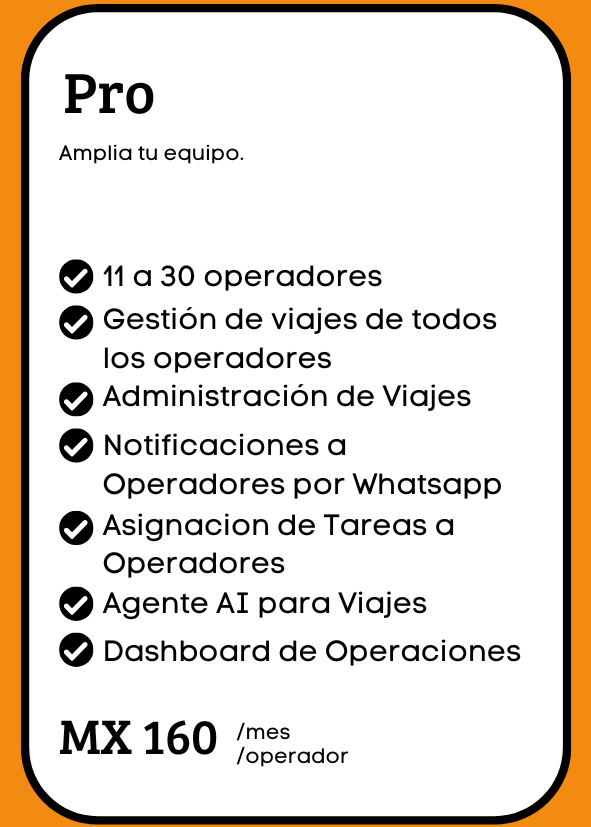 Pro
Amplia tu equipo.
11 a 30 operadores
Gestión de viajes de todos
los operadores
Administración de Viajes
Notificaciones a
Operadores por Whatsapp
Asignacion de Tareas a
Operadores
Agente AI para Viajes
Dashboard de Operaciones
MX 160 /mes
/operador